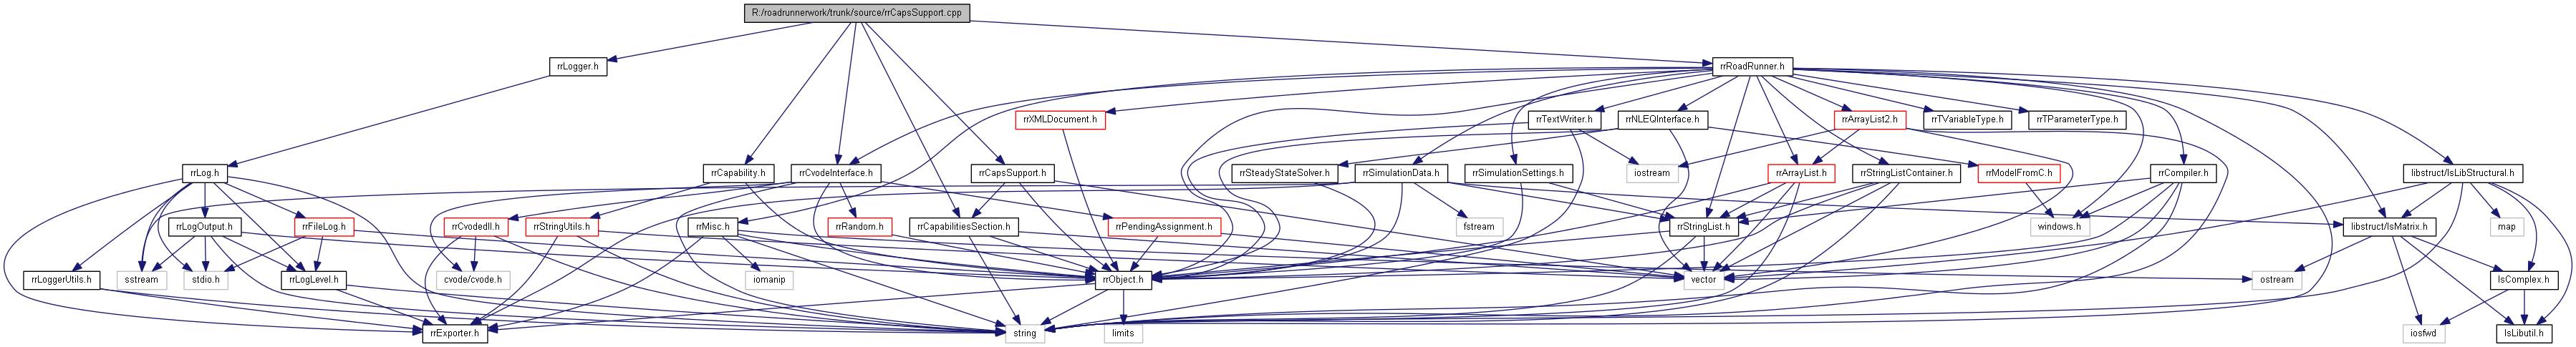 R:/roadrunnerwork/trunk/source/rrCapsSupport.cpp
rrLogger.h
rrRoadRunner.h
rrXMLDocument.h
rrTextWriter.h
rrNLEQInterface.h
rrArrayList2.h
rrTVariableType.h
rrTParameterType.h
rrLog.h
rrCapability.h
rrCvodeInterface.h
rrCapsSupport.h
rrSteadyStateSolver.h
rrSimulationData.h
iostream
rrSimulationSettings.h
rrArrayList.h
rrStringListContainer.h
rrModelFromC.h
rrCompiler.h
libstruct/lsLibStructural.h
rrLogOutput.h
rrFileLog.h
rrCvodedll.h
rrStringUtils.h
rrMisc.h
rrRandom.h
rrCapabilitiesSection.h
rrPendingAssignment.h
fstream
rrStringList.h
windows.h
libstruct/lsMatrix.h
map
rrLoggerUtils.h
sstream
stdio.h
rrLogLevel.h
cvode/cvode.h
iomanip
rrObject.h
vector
ostream
lsComplex.h
rrExporter.h
string
limits
iosfwd
lsLibutil.h